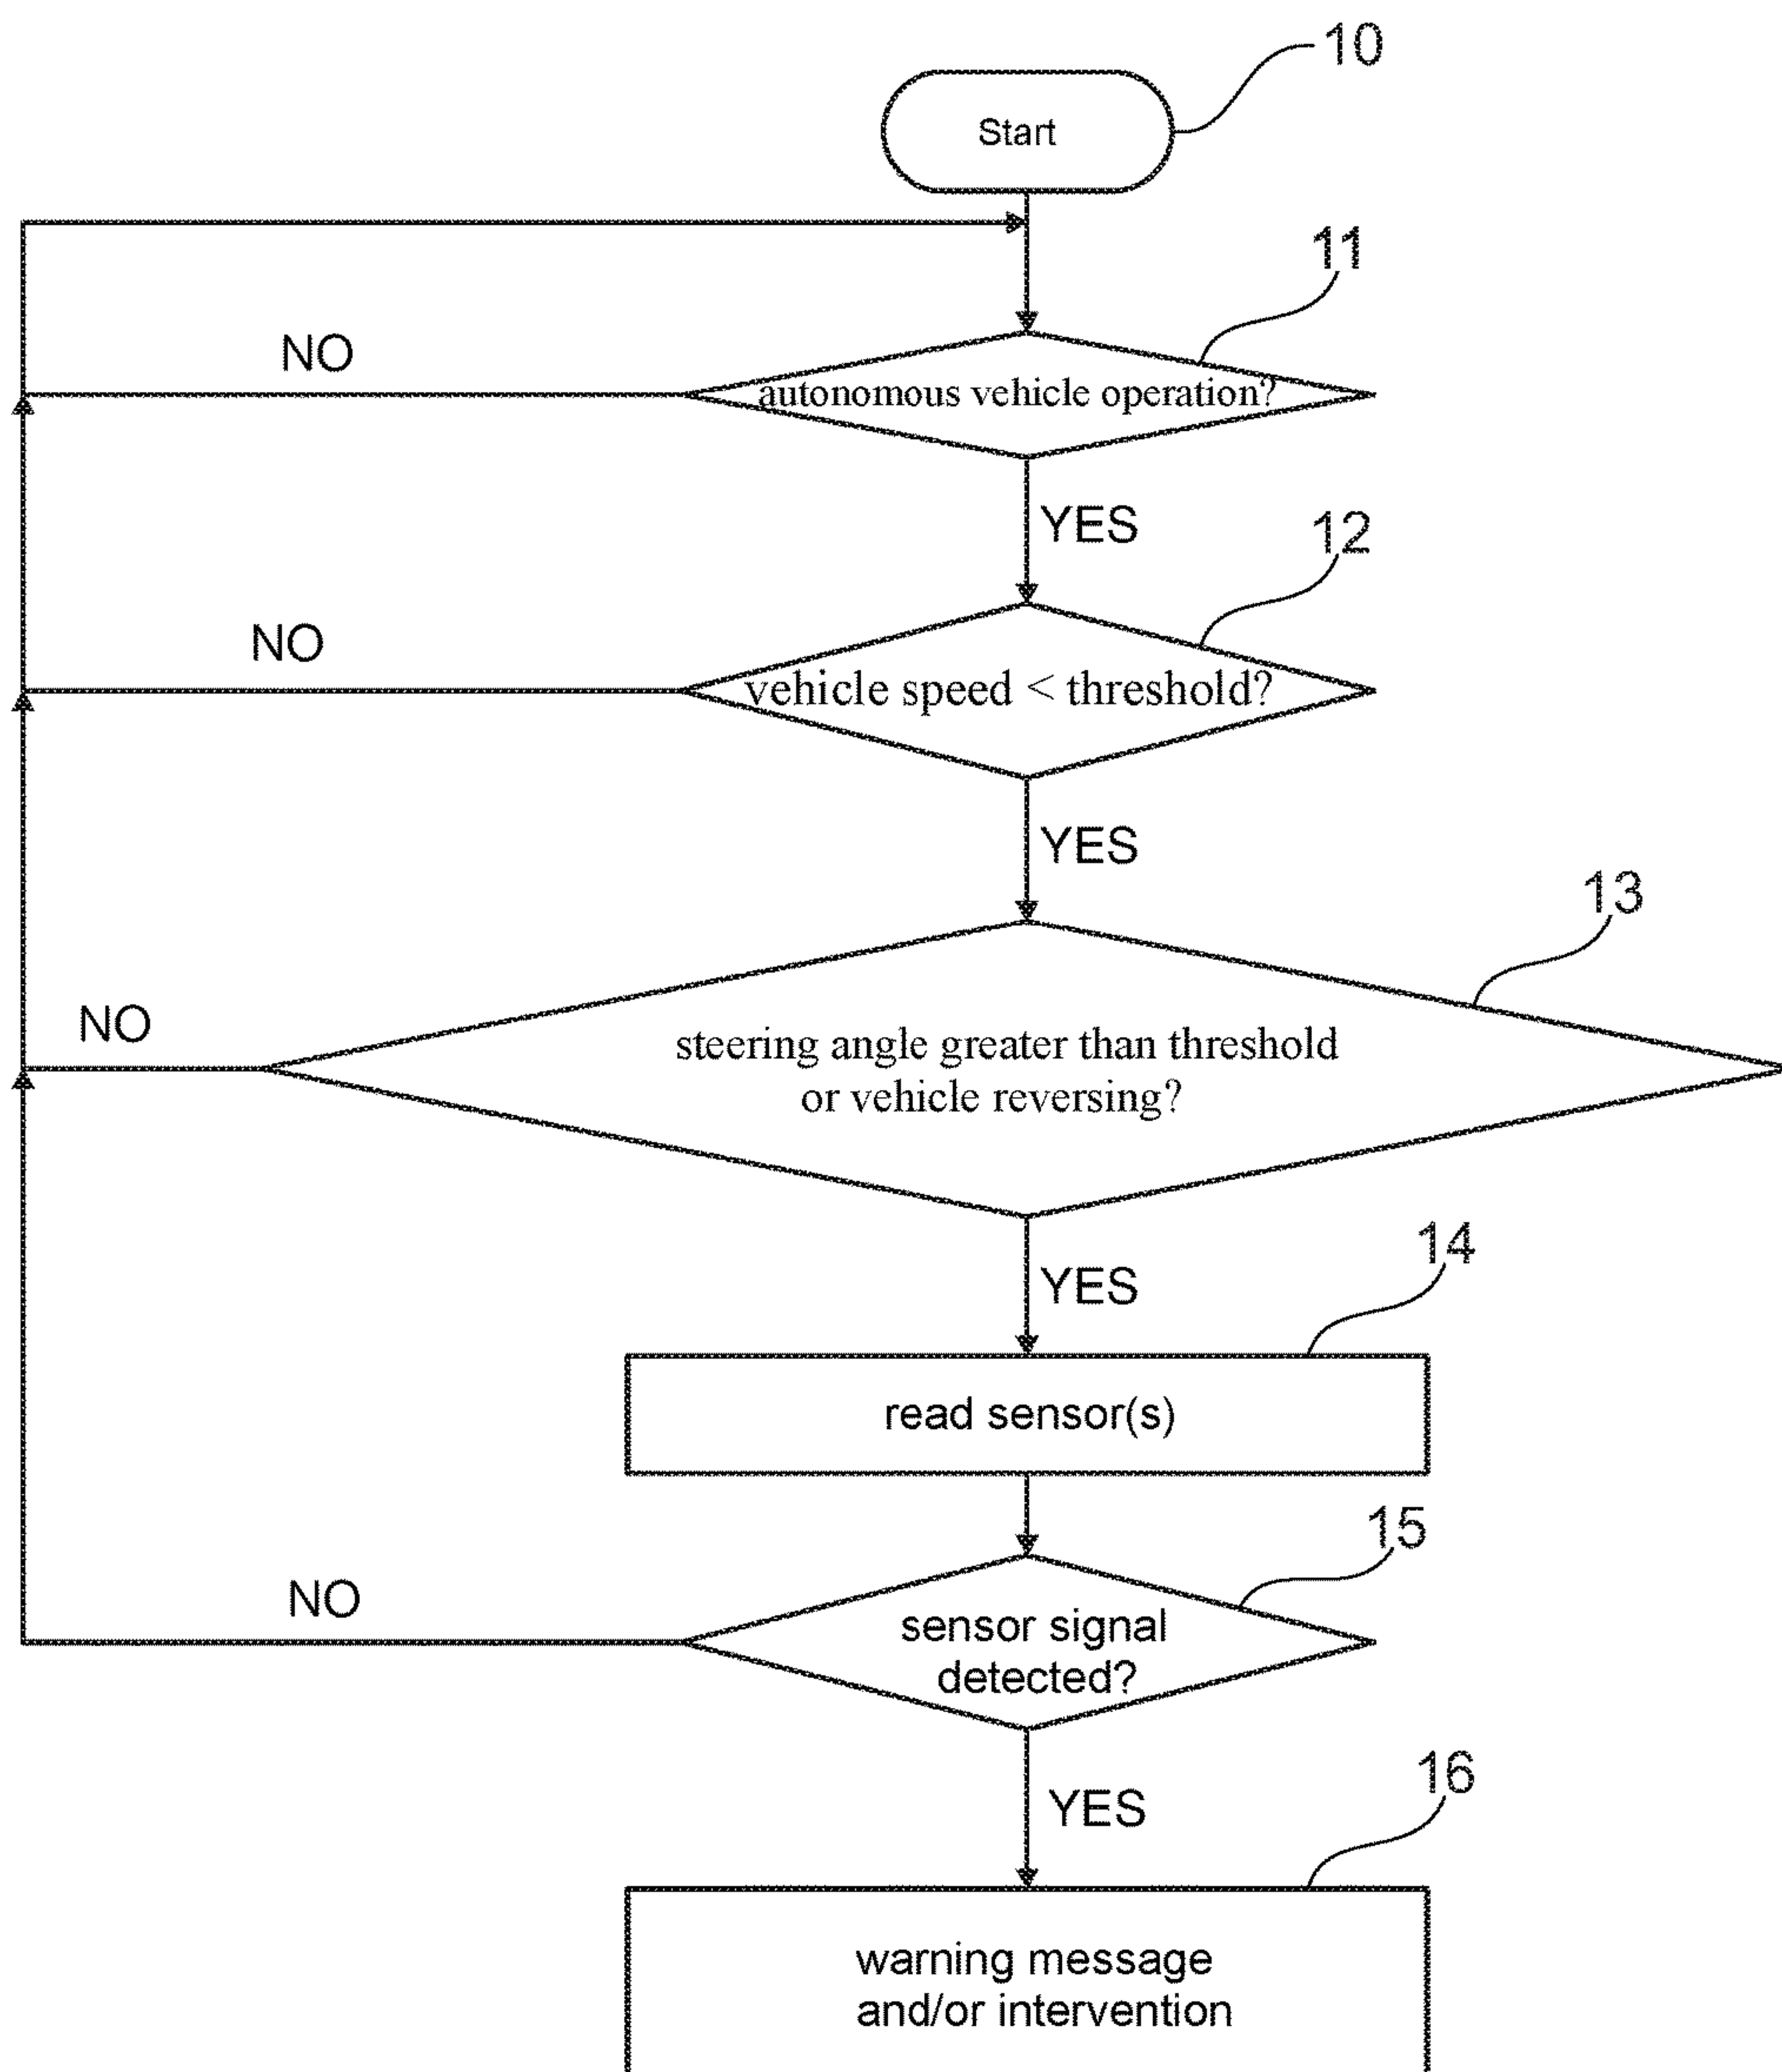 10
Start
11
NO
autonomous vehicle operation?
YES
12
NO
vehicle speed < threshold?
YES
13
NO
steering angle greater than threshold
or vehicle reversing?
14
YES
read sensor(s)
15
NO
sensor signal
detected?
16
YES
warning message
and/or intervention